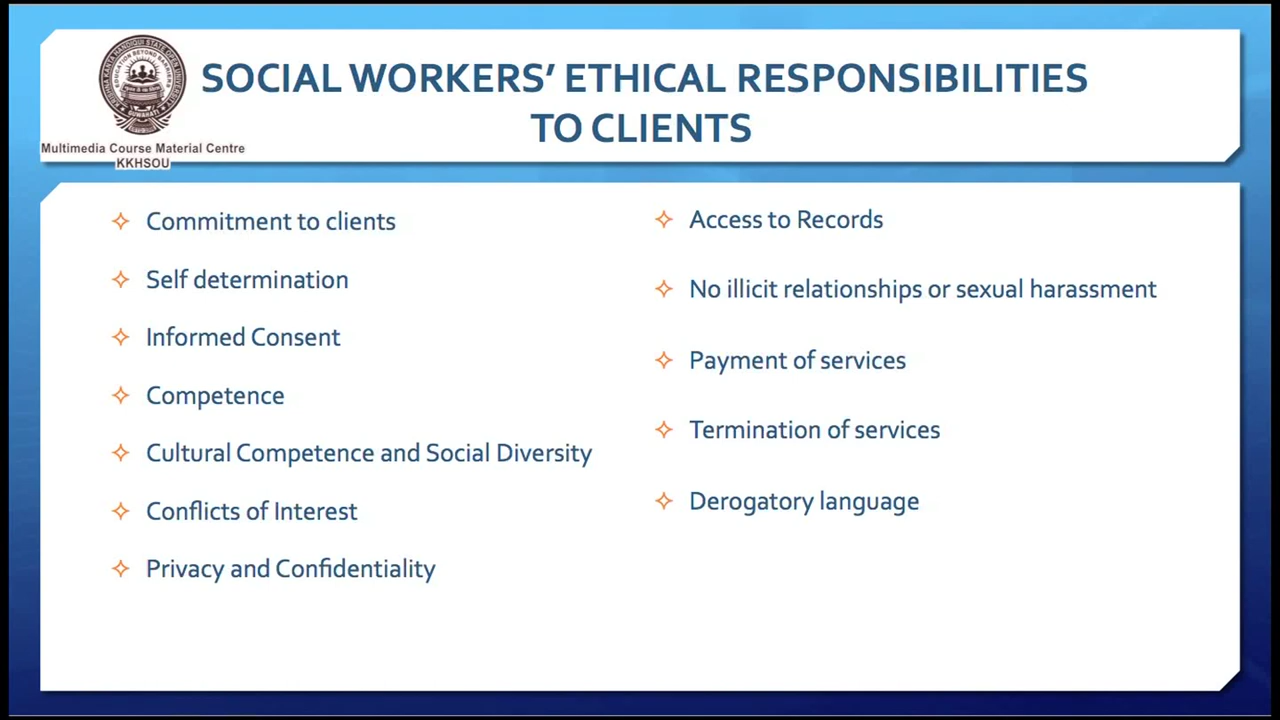 SOCIAL WORKERS’ ETHICAL RESPONSIBILITIES
TO CLIENTS
Multimedia Course Material Centre
KKHSOU
Commitment to clients
Self determination
Informed Consent
Competence
Cultural Competence and Social Diversity
Conflicts of Interest
Privacy and Confidentiality
Access to Records
No illicit relationships or sexual harassment
Payment of services
Termination of services
Derogatory language